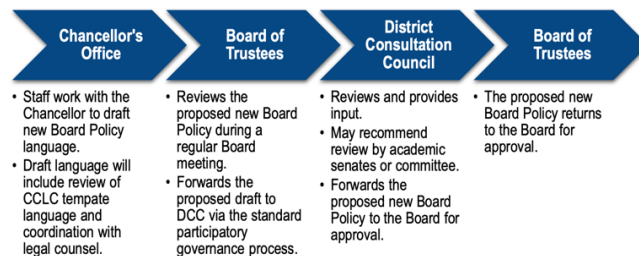 Chancellor's
Office
• Staff work with the
Chancellor to draft
new Board Policy
language.
• Draft language will
include review of
CCLC tempate
language and
coordination with
legal counsel.
Board of
Trustees
• Reviews the
proposed new Board
Policy during a
regular Board
meeting.
• Forwards the
proposed draft to
DCC via the standard
participatory
governance process.
District
Consultation
Council
• Reviews and provides
input.
• May recommend
review by academic
senates or committee.
• Forwards the
proposed new Board
Policy to the Board for
approval.
Board of
Trustees
• The proposed new
Board Policy returns
to the Board for
approval.